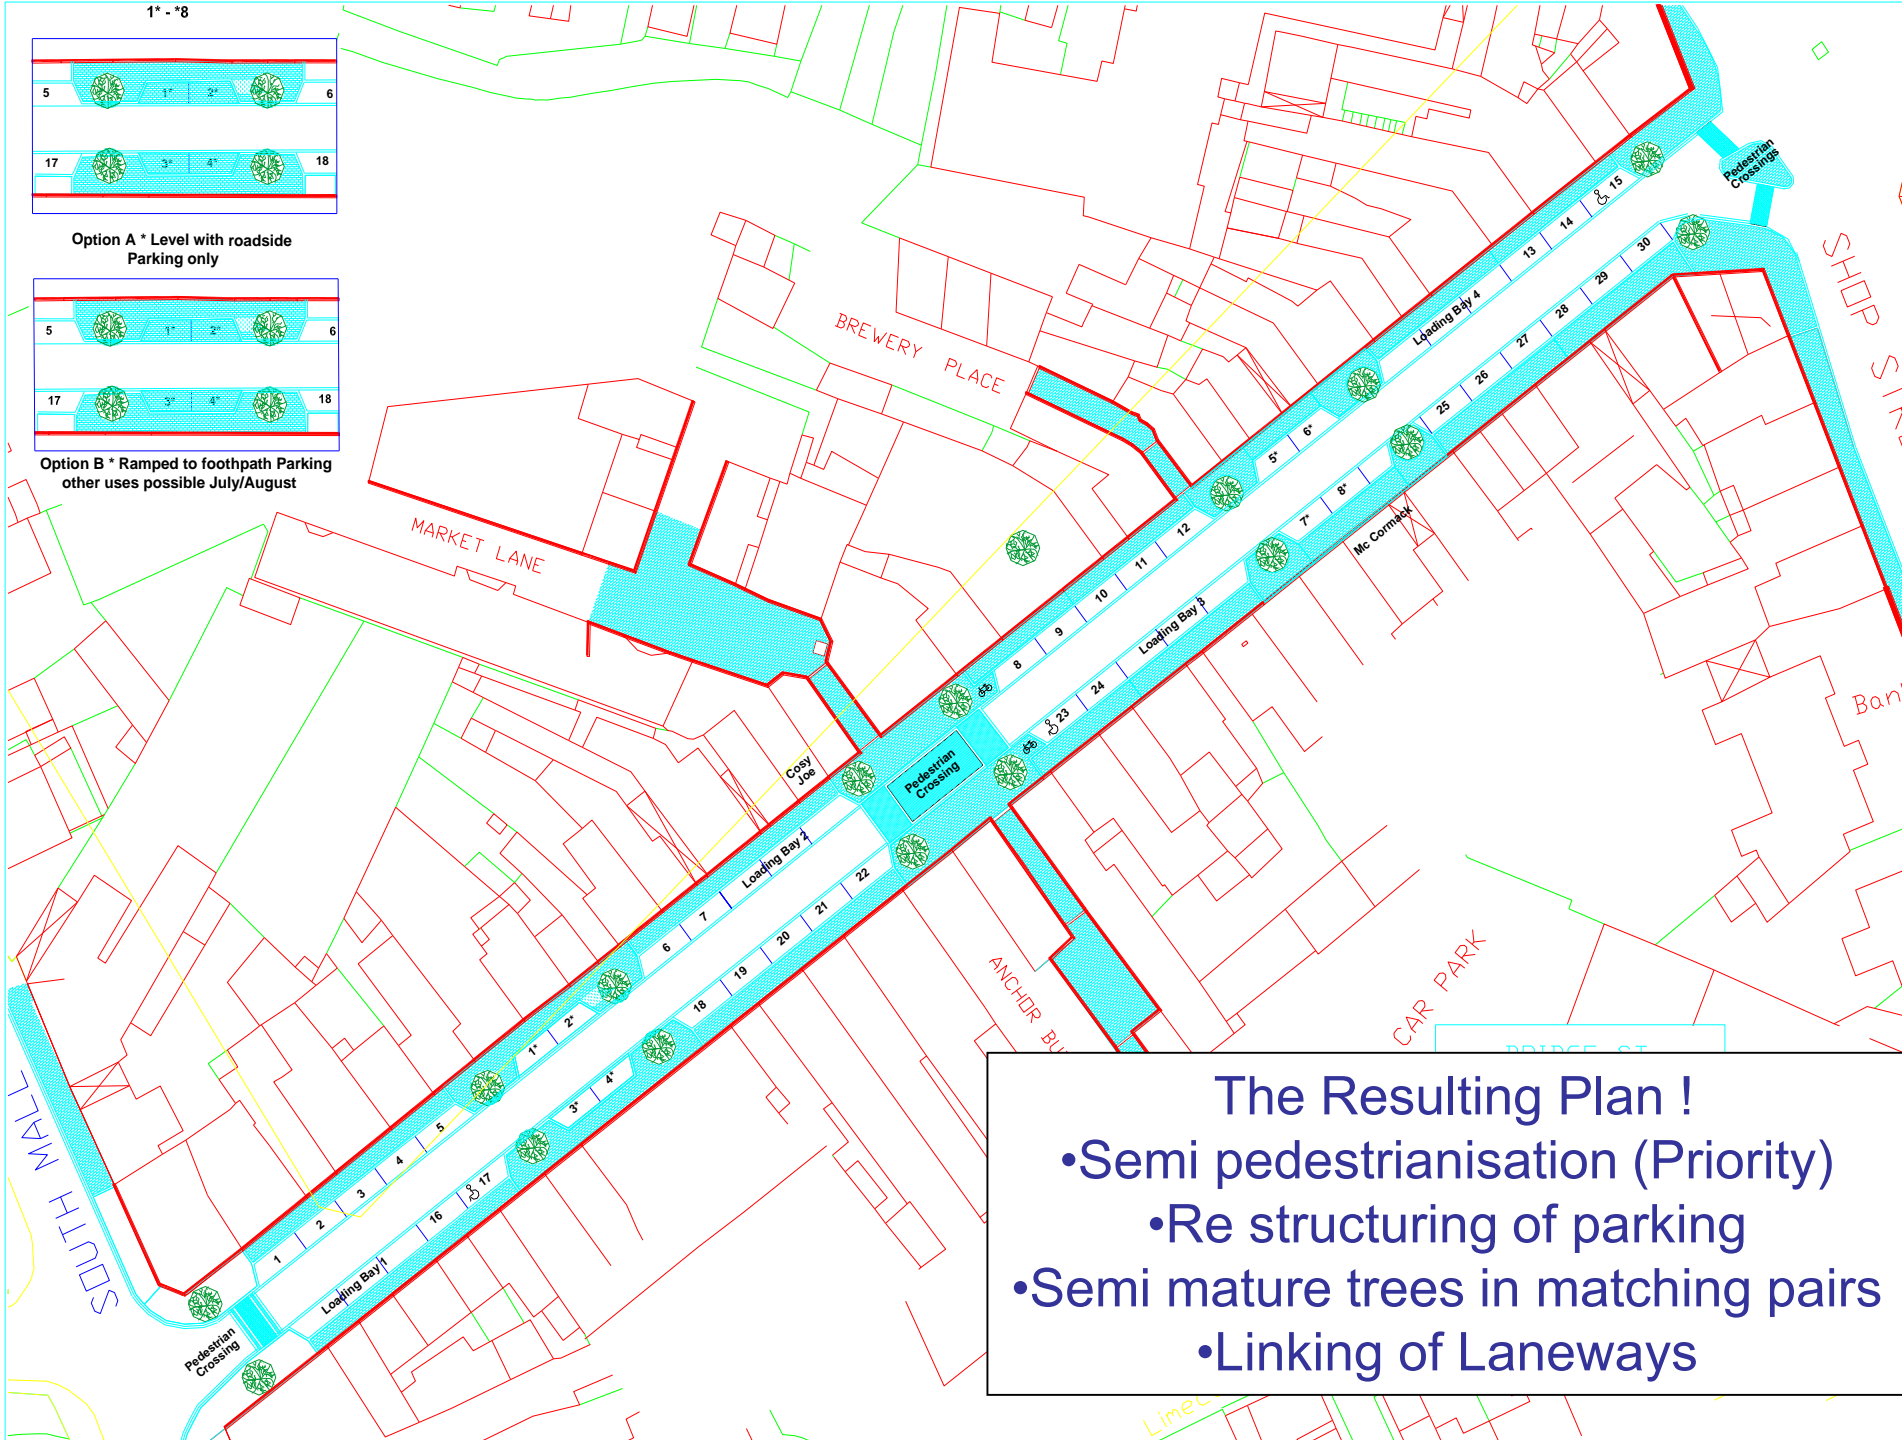 1* - *8
5
1*
2*
6
17
3*
4*
18
Option A * Level with roadside
Parking only
5
1*
2*
6
17
3*
4*
18
Option B * Ramped to footpath Parking
other uses possible July/August
Pedestrian
Crossings
SHOP
15
14
13
Loading Bay 4
30
29
28
27
26
25
BREWERY PLACE
6*
5*
8*
7*
Mc Cormack
MARKET LANE
12
11
10
9
8
Loading Bay 3
24
23
Cosy
Joe
Pedestrian
Crossing
Loading Bay 2
7
6
22
21
20
19
18
2*
1*
4*
3*
5
4
3
2
1
17
16
Loading Bay 1
Pedestrian
Crossing
SOUTH MALL
ANCHOR
CAR PARK
BRIDGE ST
The Resulting Plan !
•Semi pedestrianisation (Priority)
•Re structuring of parking
•Semi mature trees in matching pairs
•Linking of Laneways